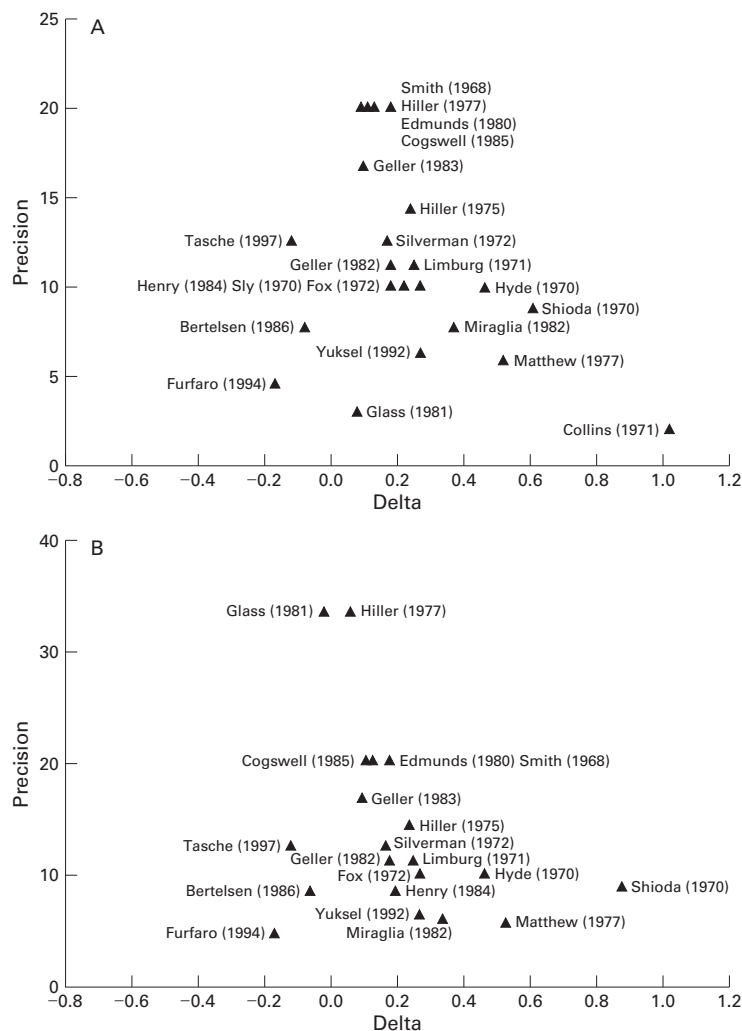 A
25
20
15
10
5
0
Precision
Smith (1968)
Hiller (1977)
Edmunds (1980)
Cogswell (1985)
Geller (1983)
Hiller (1975)
Tasche (1997)
Silverman (1972)
Geller (1982)
Limburg (1971)
Henry (1984) Sly (1970) Fox (1972)
Hyde (1970)
Shioda (1970)
Bertelsen (1986)
Miraglia (1982)
Yuksel (1992)
Matthew (1977)
Furfaro (1994)
Glass (1981)
Collins (1971)
−0.8 −0.6 −0.4 −0.2 0.0 0.2 0.4 0.6 0.8 1.0 1.2
Delta
B
40
30
20
10
0
Precision
Glass (1981)
Hiller (1977)
Cogswell (1985)
Edmunds (1980) Smith (1968)
Geller (1983)
Hiller (1975)
Tasche (1997)
Silverman (1972)
Geller (1982)
Limburg (1971)
Fox (1972)
Hyde (1970)
Shioda (1970)
Bertelsen (1986)
Henry (1984)
Yuksel (1992)
Miraglia (1982)
Matthew (1977)
Furfaro (1994)
−0.8 −0.6 −0.4 −0.2 0.0 0.2 0.4 0.6 0.8 1.0 1.2
Delta